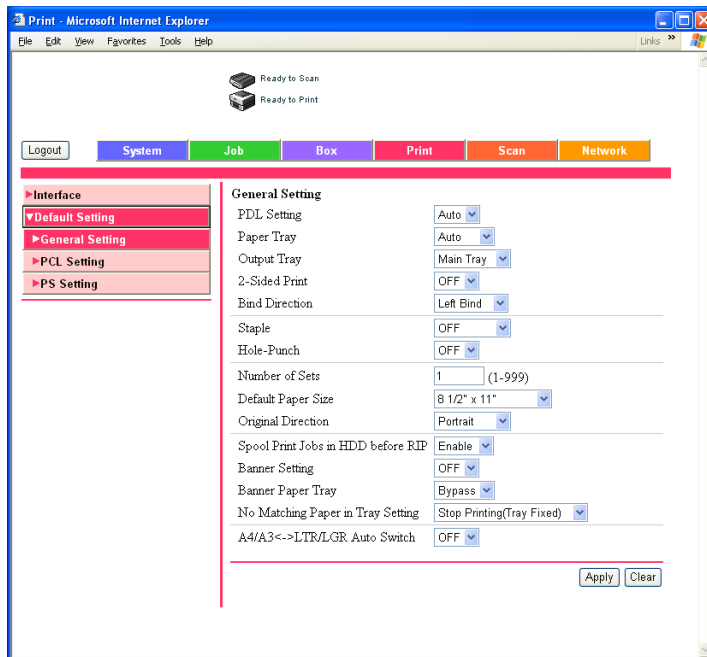 Print - Microsoft Internet Explorer
File Edit View Favorites Tools Help Links »
Ready to Scan
Ready to Print
Logout System Job Box Print Scan Network
Interface
Default Setting
General Setting
PCL Setting
PS Setting
General Setting
PDL Setting Auto
Paper Tray Auto
Output Tray Main Tray
2-Sided Print OFF
Bind Direction Left Bind
Staple OFF
Hole-Punch OFF
Number of Sets 1 (1-999)
Default Paper Size 8 1/2" x 11"
Original Direction Portrait
Spool Print Jobs in HDD before RIP Enable
Banner Setting OFF
Banner Paper Tray Bypass
No Matching Paper in Tray Setting Stop Printing(Tray Fixed)
A4/A3<->LTR/LGR Auto Switch OFF
Apply Clear